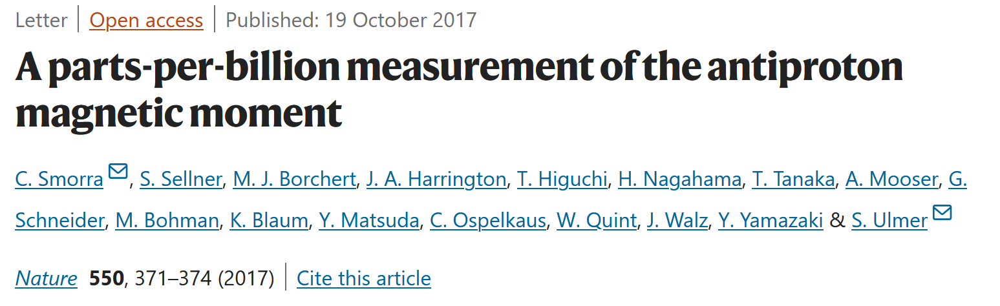 Letter | Open access | Published: 19 October 2017
A parts-per-billion measurement of the antiproton
magnetic moment
C. Smorra, S. Sellner, M. J. Borchert, J. A. Harrington, T. Higuchi, H. Nagahama, T. Tanaka, A. Mooser, G.
Schneider, M. Bohman, K. Blaum, Y. Matsuda, C. Ospelkaus, W. Quint, J. Walz, Y. Yamazaki & S. Ulmer
Nature 550, 371–374 (2017) | Cite this article